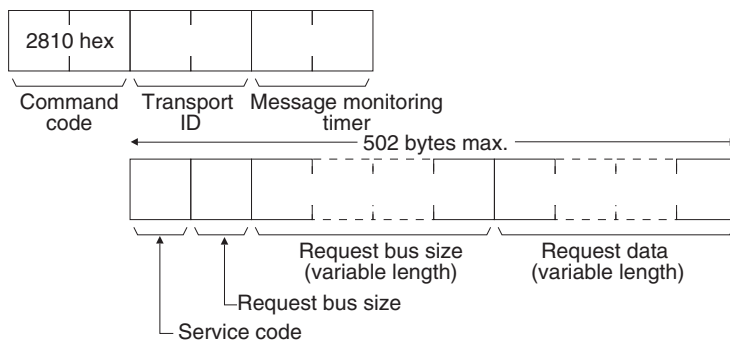 2810 hex
Command code
Transport ID
Message monitoring timer
502 bytes max.
Request bus size (variable length)
Request data (variable length)
Request bus size
Service code